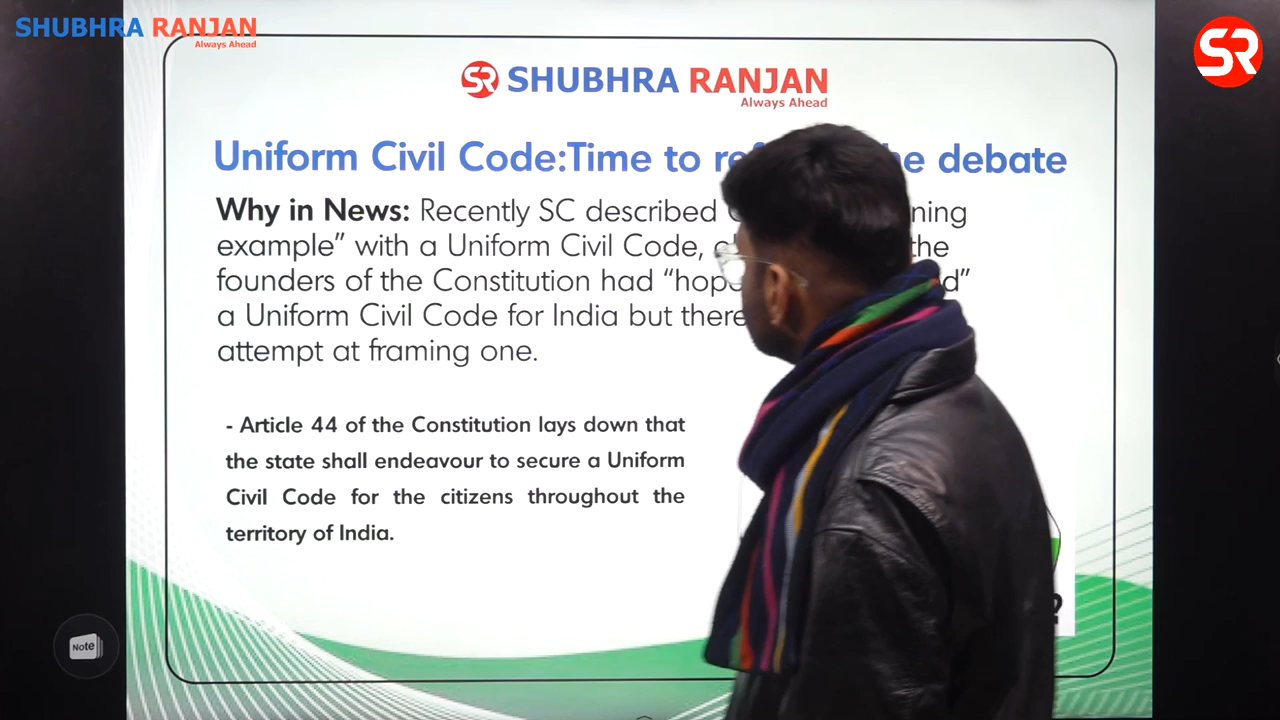 SHUBHRA RANJAN
Always Ahead
SR
SR SHUBHRA RANJAN
Always Ahead
Uniform Civil Code:Time to he debate
Why in News: Recently SC described
example” with a Uniform Civil Code, the
founders of the Constitution had
a Uniform Civil Code for India but there
attempt at framing one.
- Article 44 of the Constitution lays down that
the state shall endeavour to secure a Uniform
Civil Code for the citizens throughout the
territory of India.
Note